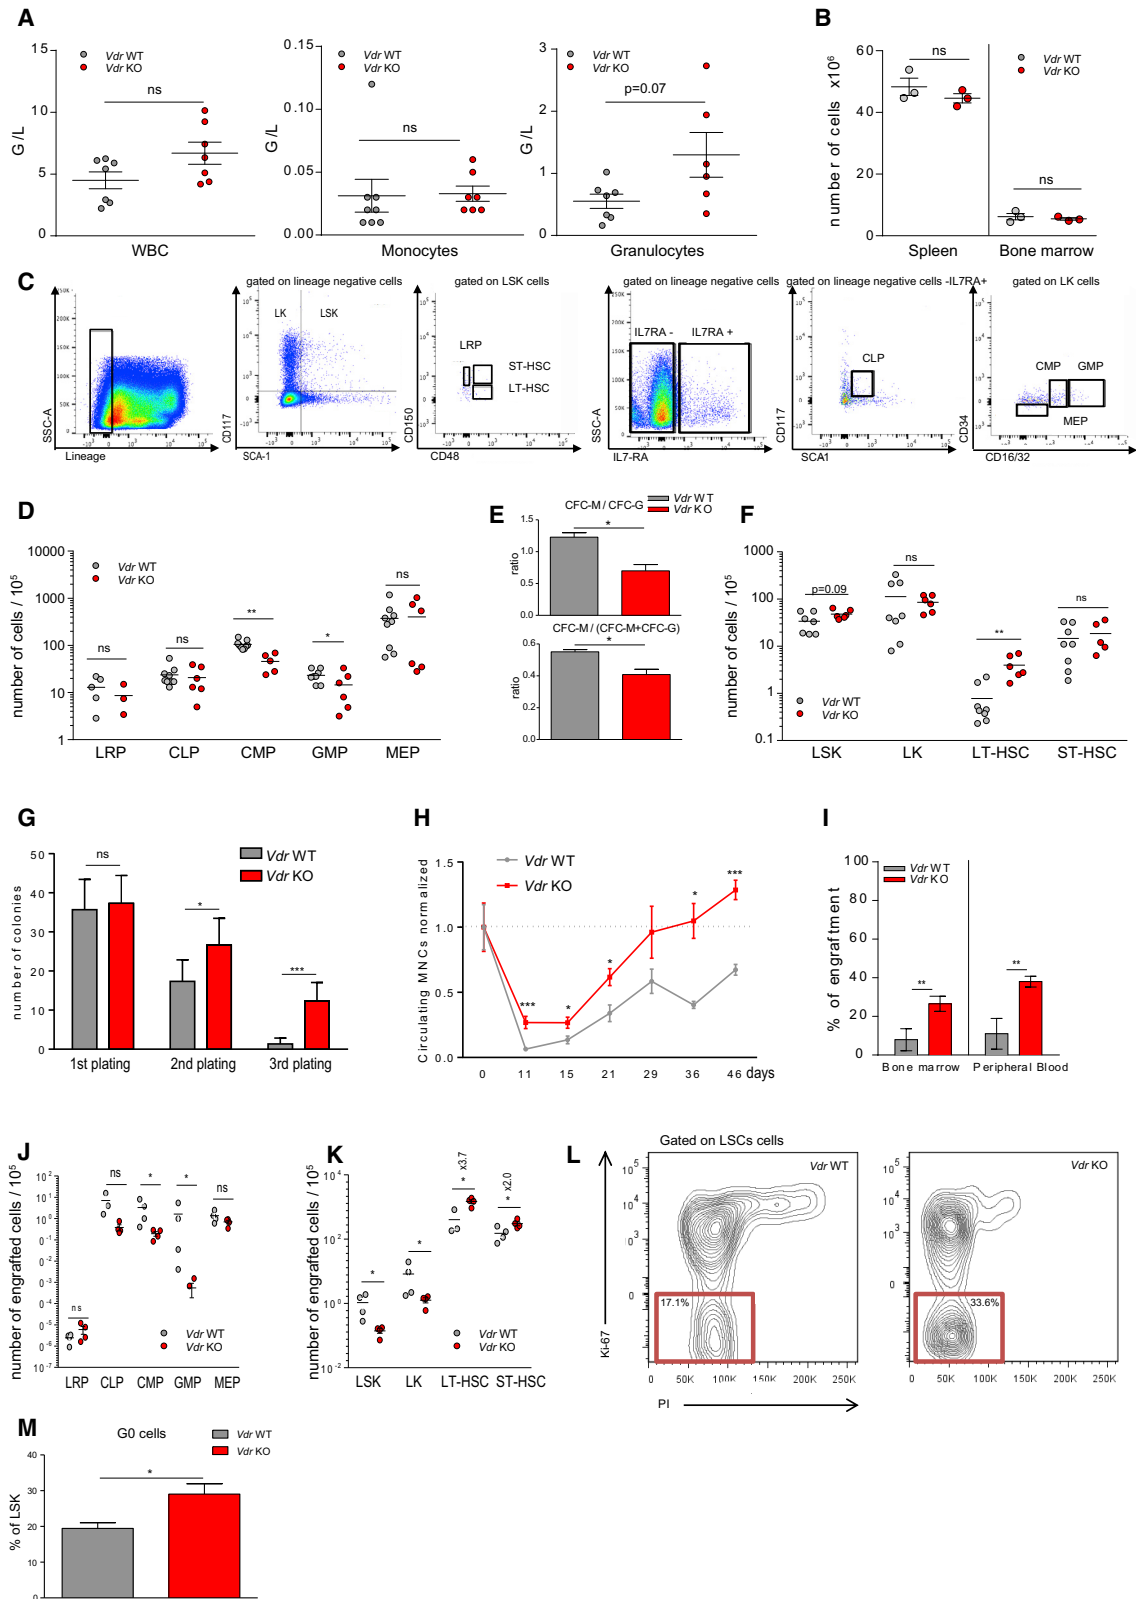 A
Vdr WT
Vdr KO
15
10
5
0
G/L
ns
WBC
0.15
0.10
0.05
0.00
G/L
Vdr WT
Vdr KO
ns
Monocytes
3
2
1
0
G/L
Vdr WT
Vdr KO
p=0.07
Granulocytes
B
number of cells x10⁶
60
40
20
0
ns
Vdr WT
Vdr KO
ns
Spleen
Bone marrow
C
gated on lineage negative cells
gated on LSK cells
gated on lineage negative cells
gated on lineage negative cells -IL7RA+
gated on LK cells
SSC-A
Lineage
LK
LSK
CD117
SCA-1
LRP
ST-HSC
LT-HSC
CD150
CD48
IL7RA -
IL7RA +
SSC-A
IL7-RA
CLP
CD117
SCA1
CMP
GMP
MEP
CD34
CD16/32
D
number of cells / 10⁵
10000
1000
100
10
1
Vdr WT
Vdr KO
ns
ns
**
*
ns
LRP
CLP
CMP
GMP
MEP
E
Vdr WT
Vdr KO
CFC-M / CFC-G
1.5
1.0
0.5
0.0
ratio
*
CFC-M / (CFC-M+CFC-G)
0.6
0.4
0.2
0.0
ratio
*
F
number of cells / 10⁵
1000
100
10
1
0.1
p=0.09
ns
**
ns
Vdr WT
Vdr KO
LSK
LK
LT-HSC
ST-HSC
G
number of colonies
50
40
30
20
10
0
ns
*
***
Vdr WT
Vdr KO
1st plating
2nd plating
3rd plating
H
Circulating MNCs normalized
1.5
1.0
0.5
0.0
Vdr WT
Vdr KO
***
*
*
*
***
0
11
15
21
29
36
46
days
I
% of engraftment
100
80
60
40
20
0
Vdr WT
Vdr KO
**
**
Bone marrow
Peripheral Blood
J
number of engrafted cells / 10⁵
ns
ns
*
*
ns
Vdr WT
Vdr KO
LRP
CLP
CMP
GMP
MEP
K
number of engrafted cells / 10⁵
*
*
*
x3.7
*
x2.0
Vdr WT
Vdr KO
LSK
LK
LT-HSC
ST-HSC
L
Gated on LSCs cells
Vdr WT
17.1%
Ki-67
PI
0
50K
100K
150K
200K
250K
Vdr KO
33.6%
0
50K
100K
150K
200K
250K
M
G0 cells
Vdr WT
Vdr KO
% of LSK
40
30
20
10
0
*